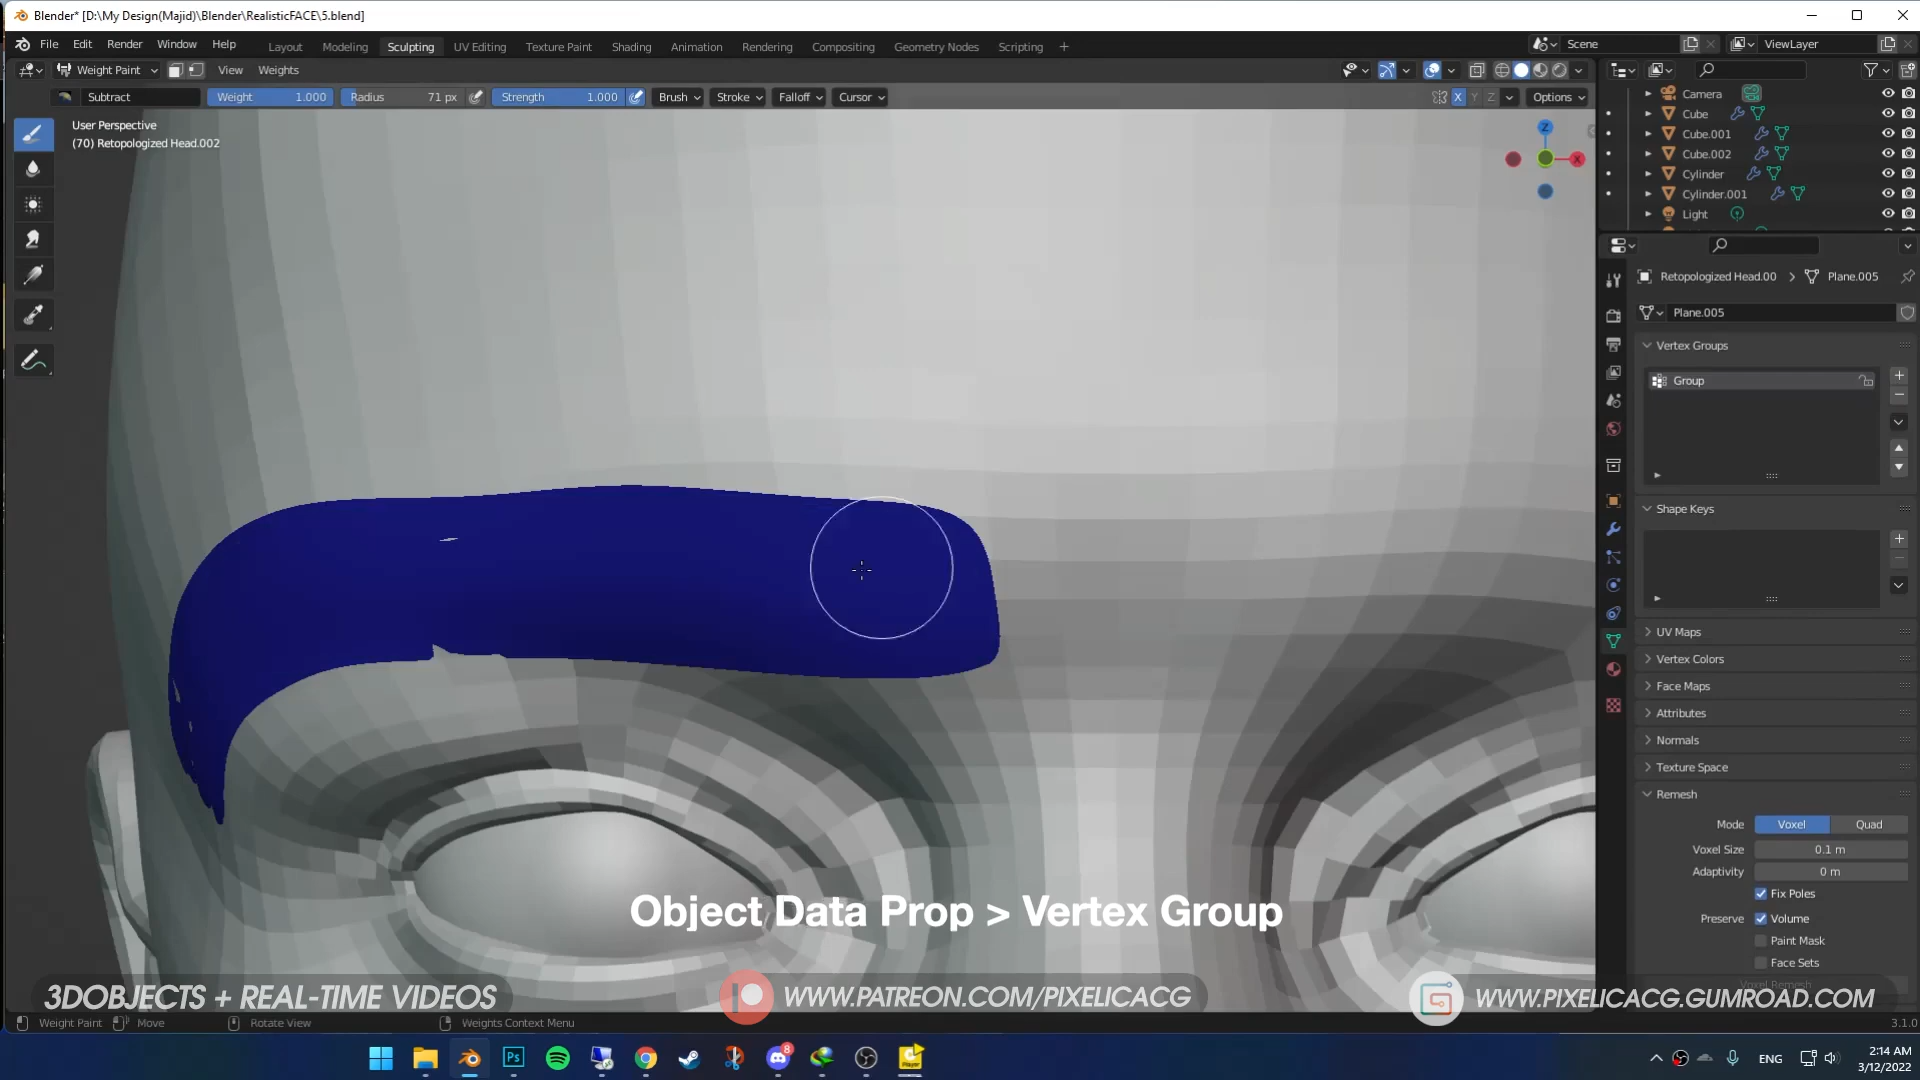 Blender* [D:\My Design(Majid)\Blender\RealisticFACE\5.blend]
File Edit Render Window Help Layout Modeling Sculpting UV Editing Texture Paint Shading Animation Rendering Compositing Geometry Nodes Scripting + Scene ViewLayer
Weight Paint View Weights
Subtract Weight 1.000 Radius 71 px Strength 1.000 Brush Stroke Falloff Cursor X Y Z Options
User Perspective
(70) Retopologized Head.002
Z
X
Camera
Cube
Cube.001
Cube.002
Cylinder
Cylinder.001
Light
Retopologized Head.00 > Plane.005
Plane.005
Vertex Groups
Group
Shape Keys
UV Maps
Vertex Colors
Face Maps
Attributes
Normals
Texture Space
Remesh
Mode Voxel Quad
Voxel Size 0.1 m
Adaptivity 0 m
Fix Poles
Preserve Volume
Paint Mask
Face Sets
Voxel Remesh
Object Data Prop > Vertex Group
3DOBJECTS + REAL-TIME VIDEOS WWW.PATREON.COM/PIXELICACG WWW.PIXELICACG.GUMROAD.COM
Weight Paint Move Rotate View Weights Context Menu 3.1.0
Ps 8 Player ENG 2:14 AM
3/12/2022